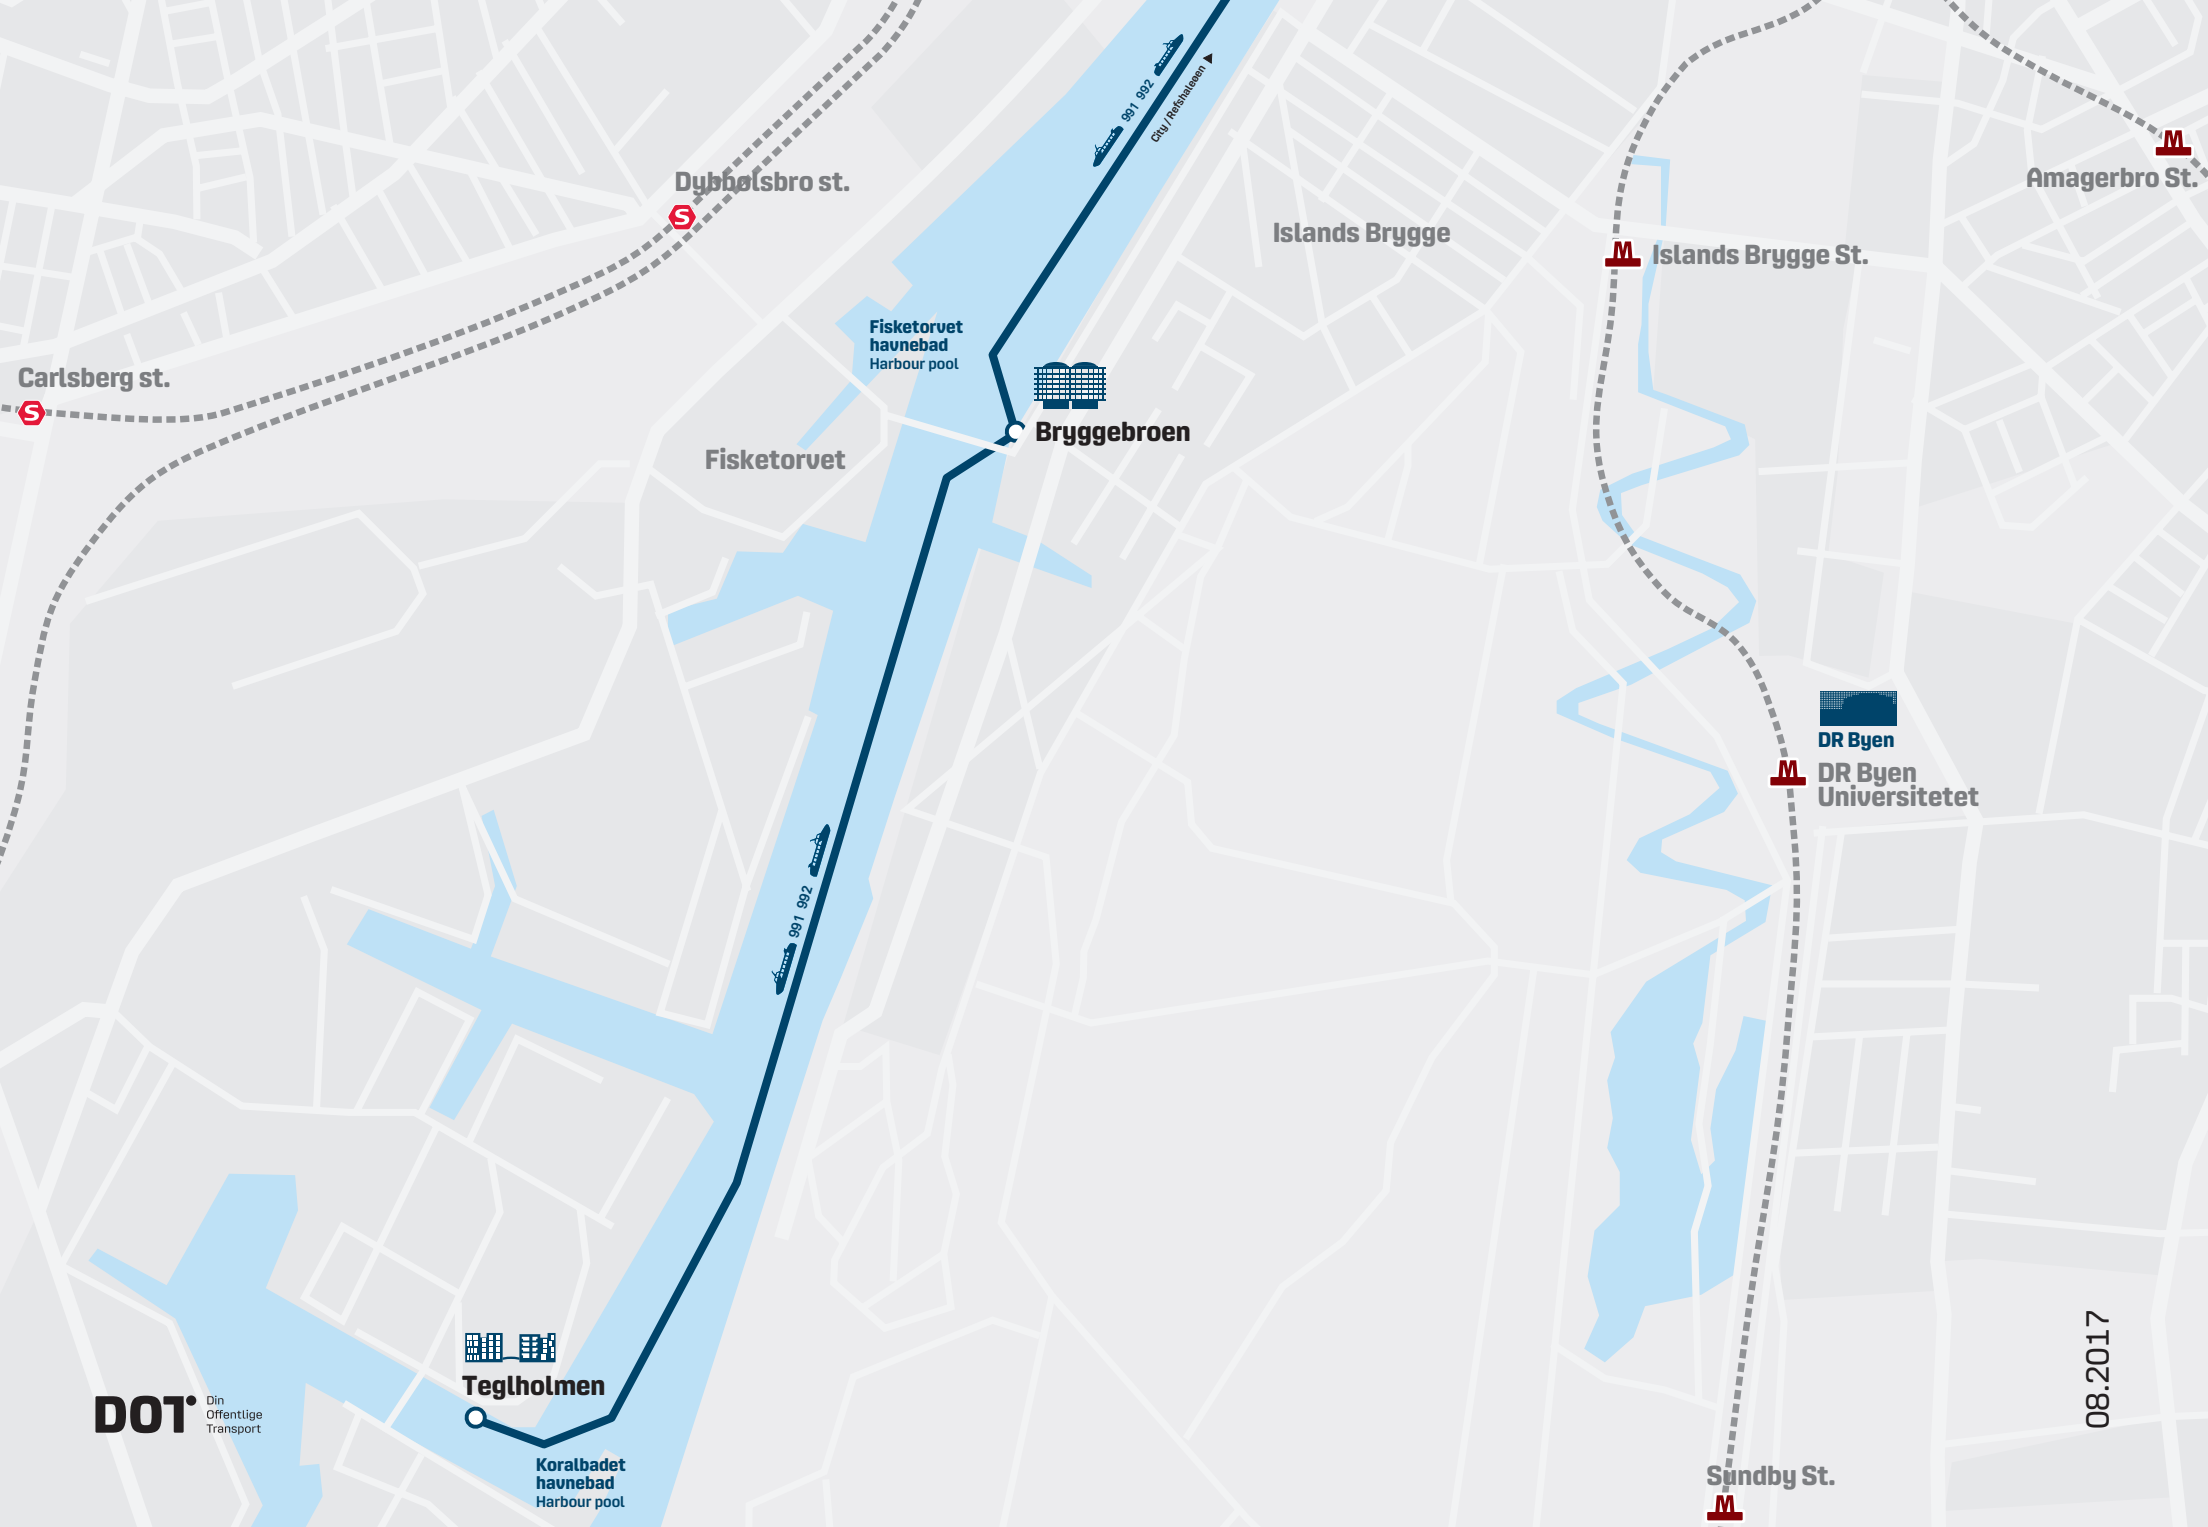 991 992
City / Refshaleøen
Dybbølsbro st.
S
M
Amagerbro St.
Islands Brygge
M
Islands Brygge St.
Fisketorvet
havnebad
Harbour pool
Carlsberg st.
S
Bryggebroen
Fisketorvet
DR Byen
M
DR Byen
Universitetet
991 992
Teglholmen
DOT
Din
Offentlige
Transport
Koralbadet
havnebad
Harbour pool
08.2017
Sundby St.
M